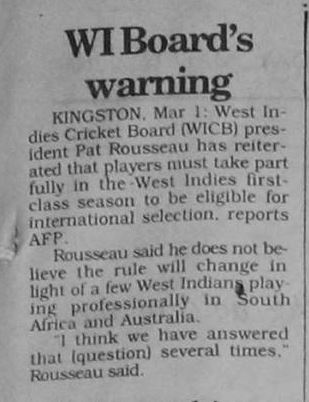 WI Board's
warning
KINGSTON, Mar 1: West In-
dies Cricket Board (WICB) pres-
ident Pat Rousseau has reiter-
ated that players must take part
fully in the West Indies first-
class season to be eligible for
international selection, reports
AFP.
Rousseau said he does not be-
lieve the rule will change in
light of a few West Indians play-
ing professionally in South
Africa and Australia.
"I think we have answered
that (question) several times,"
Rousseau said.